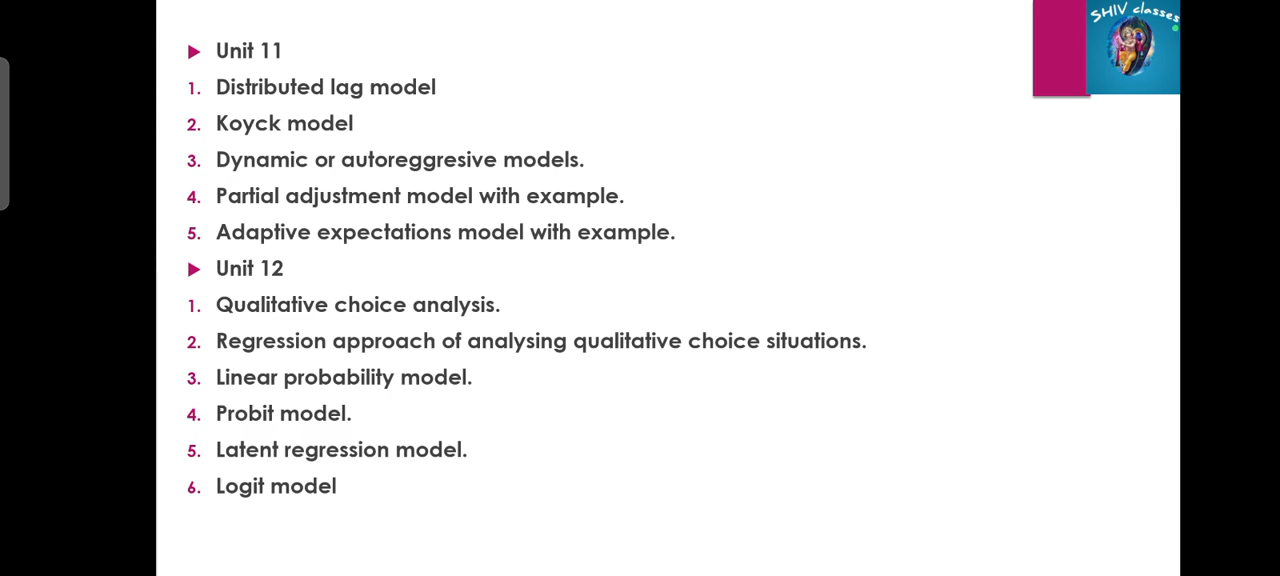 SHIV classes
▶ Unit 11
1. Distributed lag model
2. Koyck model
3. Dynamic or autoreggresive models.
4. Partial adjustment model with example.
5. Adaptive expectations model with example.
▶ Unit 12
1. Qualitative choice analysis.
2. Regression approach of analysing qualitative choice situations.
3. Linear probability model.
4. Probit model.
5. Latent regression model.
6. Logit model